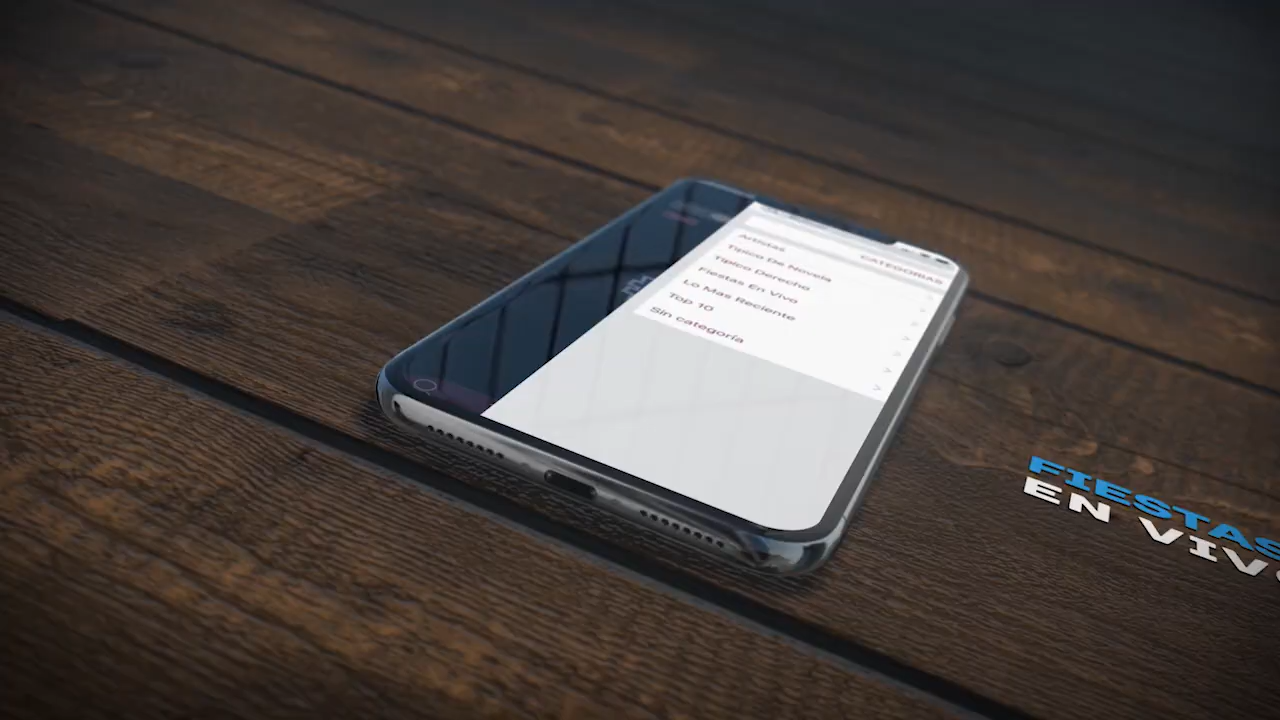 CATEGORIAS
Artistas
Tipico De Novela
Tipico Derecho
Fiestas En Vivo
Lo Mas Reciente
Top 10
Sin categoría
FIESTAS
EN VIVO